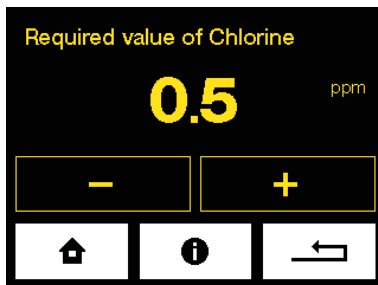 Required value of Chlorine
0.5 ppm
- +